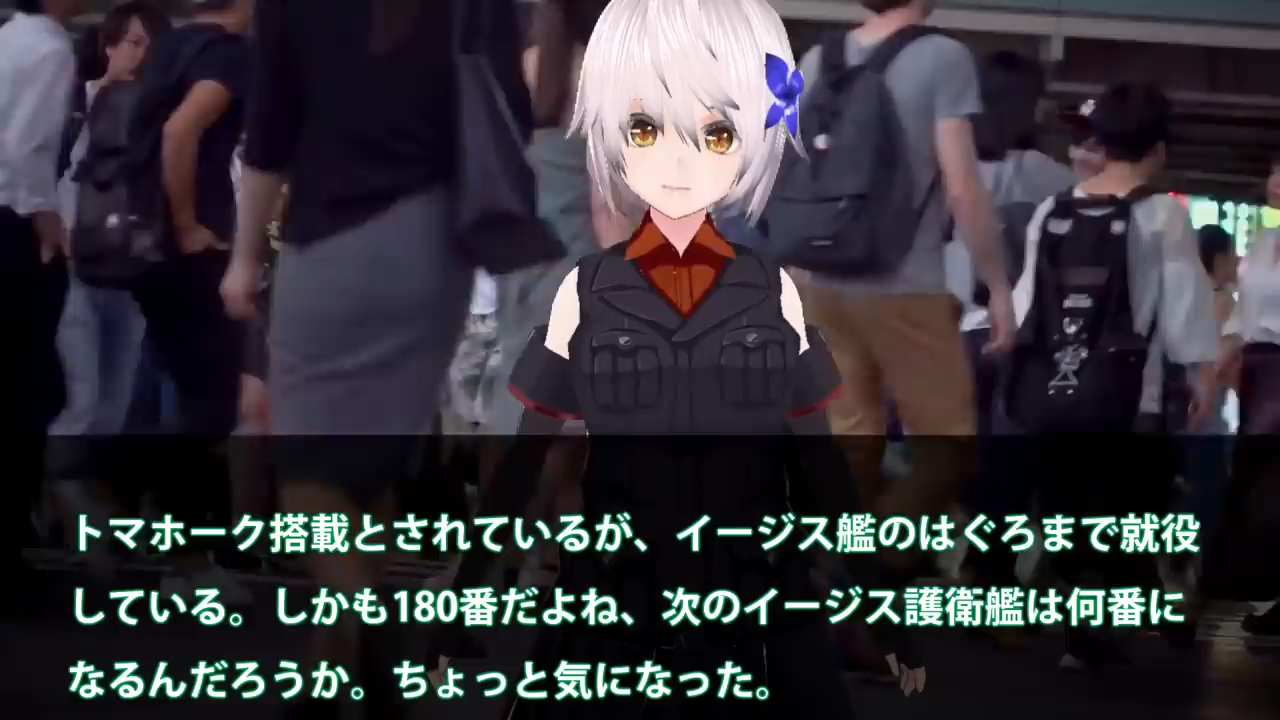 トマホーク搭載とされているが、イージス艦のはぐろまで就役
している。しかも180番だよね、次のイージス護衛艦は何番に
なるんだろうか。ちょっと気になった。